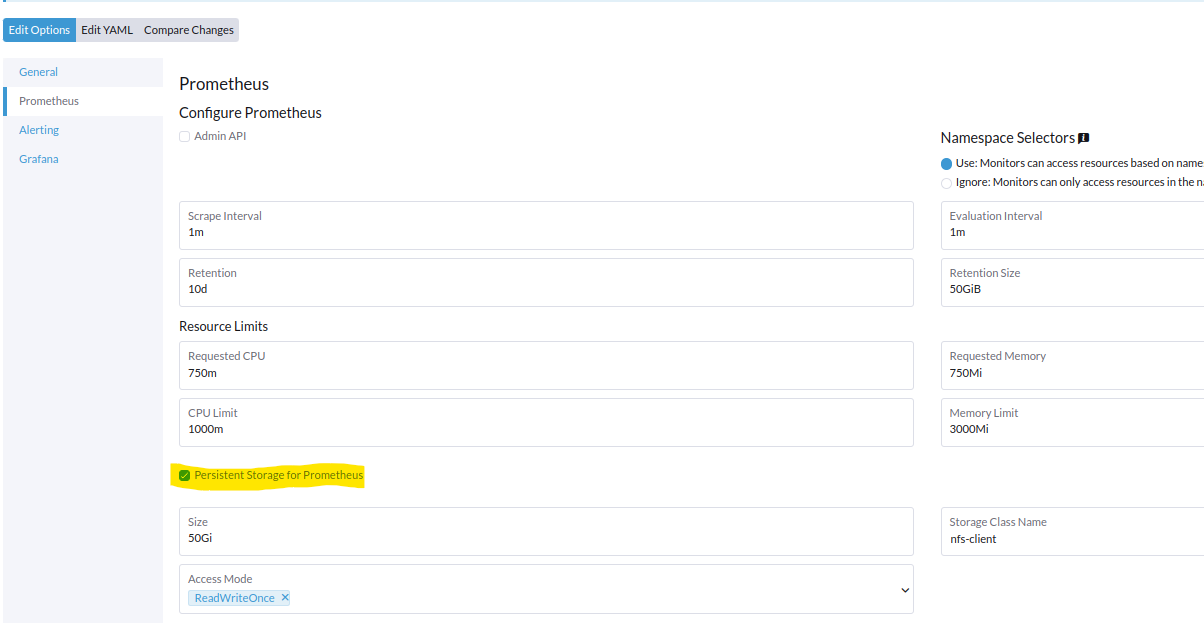 Edit Options Edit YAML Compare Changes
General
Prometheus
Alerting
Grafana
Prometheus
Configure Prometheus
Admin API
Namespace Selectors
Use: Monitors can access resources based on
Ignore: Monitors can only access resources in the
Scrape Interval
1m
Evaluation Interval
1m
Retention
10d
Retention Size
50GiB
Resource Limits
Requested CPU
750m
Requested Memory
750Mi
CPU Limit
1000m
Memory Limit
3000Mi
Persistent Storage for Prometheus
Size
50Gi
Storage Class Name
nfs-client
Access Mode
ReadWriteOnce ×